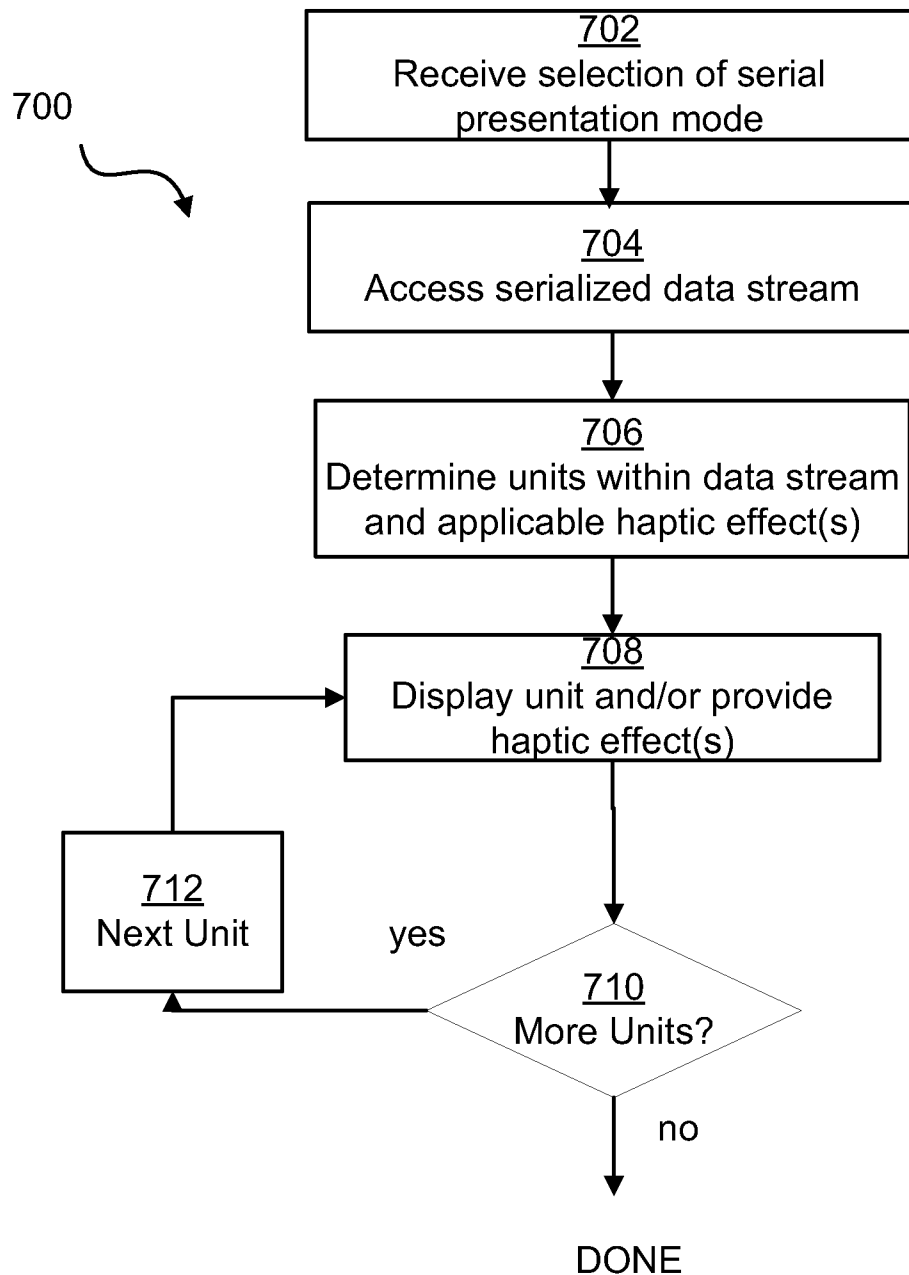 702
Receive selection of serial
presentation mode
700
704
Access serialized data stream
706
Determine units within data stream
and applicable haptic effect(s)
708
Display unit and/or provide
haptic effect(s)
712
Next Unit
yes
710
More Units?
no
DONE